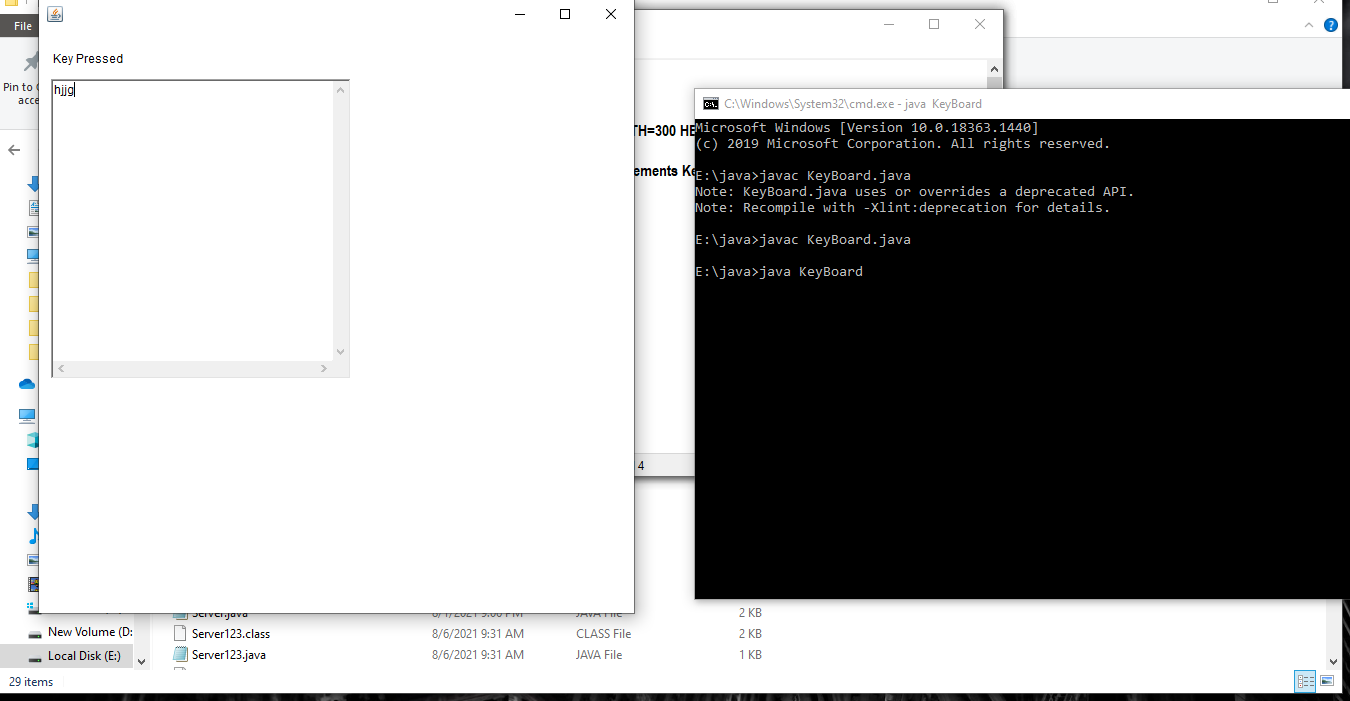 File
Pin to
acce
New Volume (D:
Local Disk (E:)
29 items
Key Pressed
hjjg
TH=300 HE
ements Ke
4
C:\Windows\System32\cmd.exe - java KeyBoard
Microsoft Windows [Version 10.0.18363.1440]
(c) 2019 Microsoft Corporation. All rights reserved.
E:\java>javac KeyBoard.java
Note: KeyBoard.java uses or overrides a deprecated API.
Note: Recompile with -Xlint:deprecation for details.
E:\java>javac KeyBoard.java
E:\java>java KeyBoard
Server.java 8/1/2021 9:00 PM JAVA File 2 KB
Server123.class 8/6/2021 9:31 AM CLASS File 2 KB
Server123.java 8/6/2021 9:31 AM JAVA File 1 KB